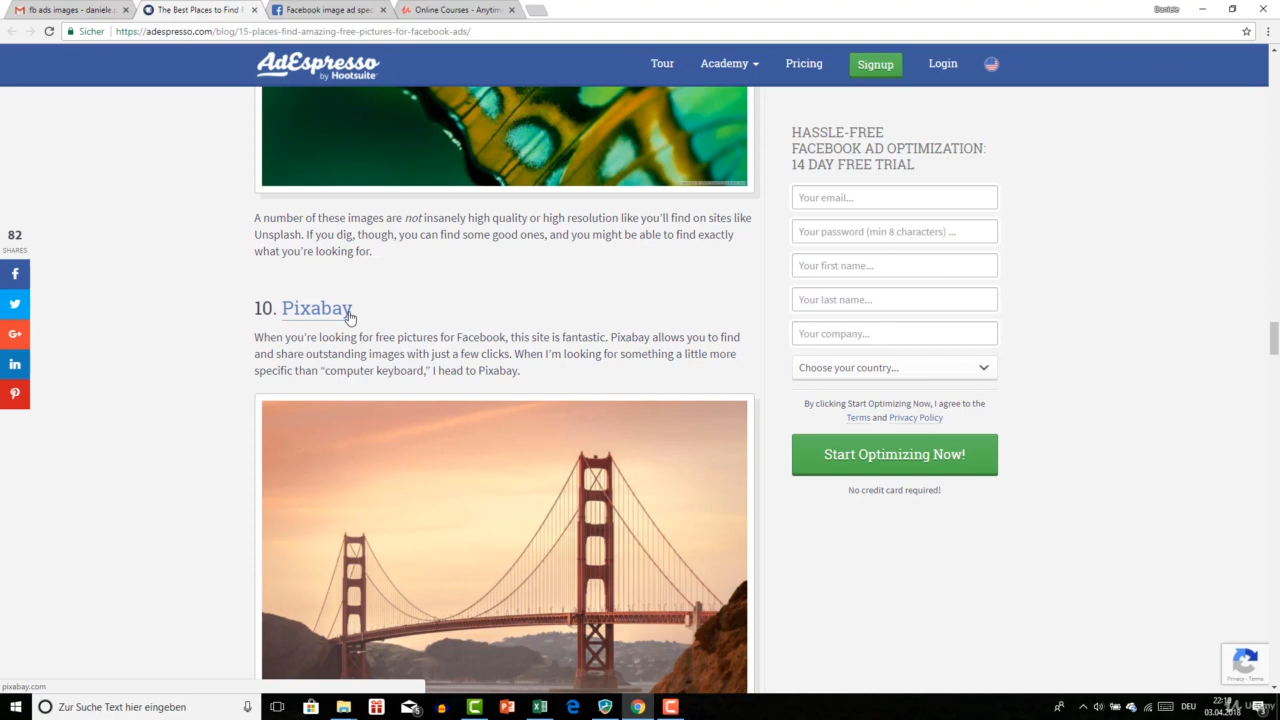 fb ads images - daniele.
The Best Places to Find
Facebook image ad spec
Online Courses - Anytim
Daniele
Sicher
https://adespresso.com/blog/15-places-find-amazing-free-pictures-for-facebook-ads/
AdEspresso
by Hootsuite
Tour
Academy
Pricing
Signup
Login
HASSLE-FREE
FACEBOOK AD OPTIMIZATION:
14 DAY FREE TRIAL
Your email...
Your password (min 8 characters) ...
Your first name...
Your last name...
Your company...
Choose your country...
By clicking Start Optimizing Now, I agree to the
Terms and Privacy Policy
Start Optimizing Now!
No credit card required!
82
SHARES
A number of these images are not insanely high quality or high resolution like you'll find on sites like
Unsplash. If you dig, though, you can find some good ones, and you might be able to find exactly
what you're looking for.
10. Pixabay
When you're looking for free pictures for Facebook, this site is fantastic. Pixabay allows you to find
and share outstanding images with just a few clicks. When I'm looking for something a little more
specific than “computer keyboard,” I head to Pixabay.
Privacy - Terms
pixabay.com
Zur Suche Text hier eingeben
DEU
03.04.2018
Udemy